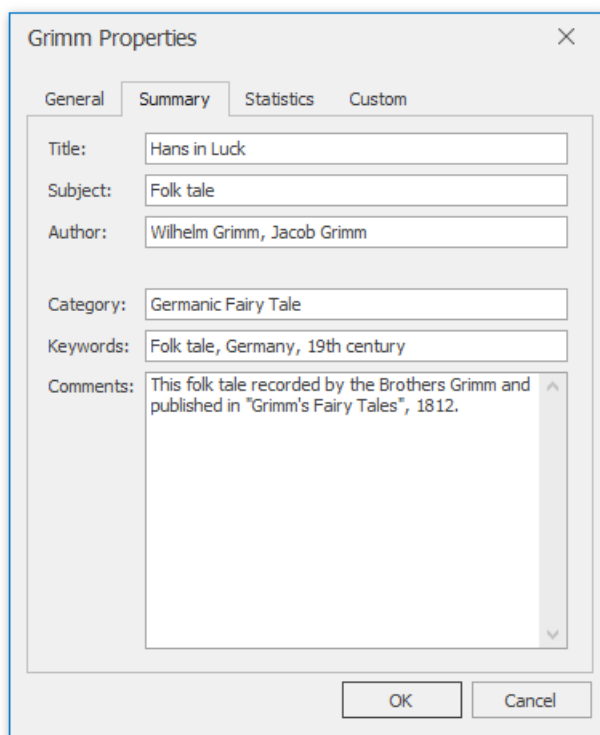 Grimm Properties
General Summary Statistics Custom
Title: Hans in Luck
Subject: Folk tale
Author: Wilhelm Grimm, Jacob Grimm
Category: Germanic Fairy Tale
Keywords: Folk tale, Germany, 19th century
Comments: This folk tale recorded by the Brothers Grimm and
published in "Grimm's Fairy Tales", 1812.
OK Cancel